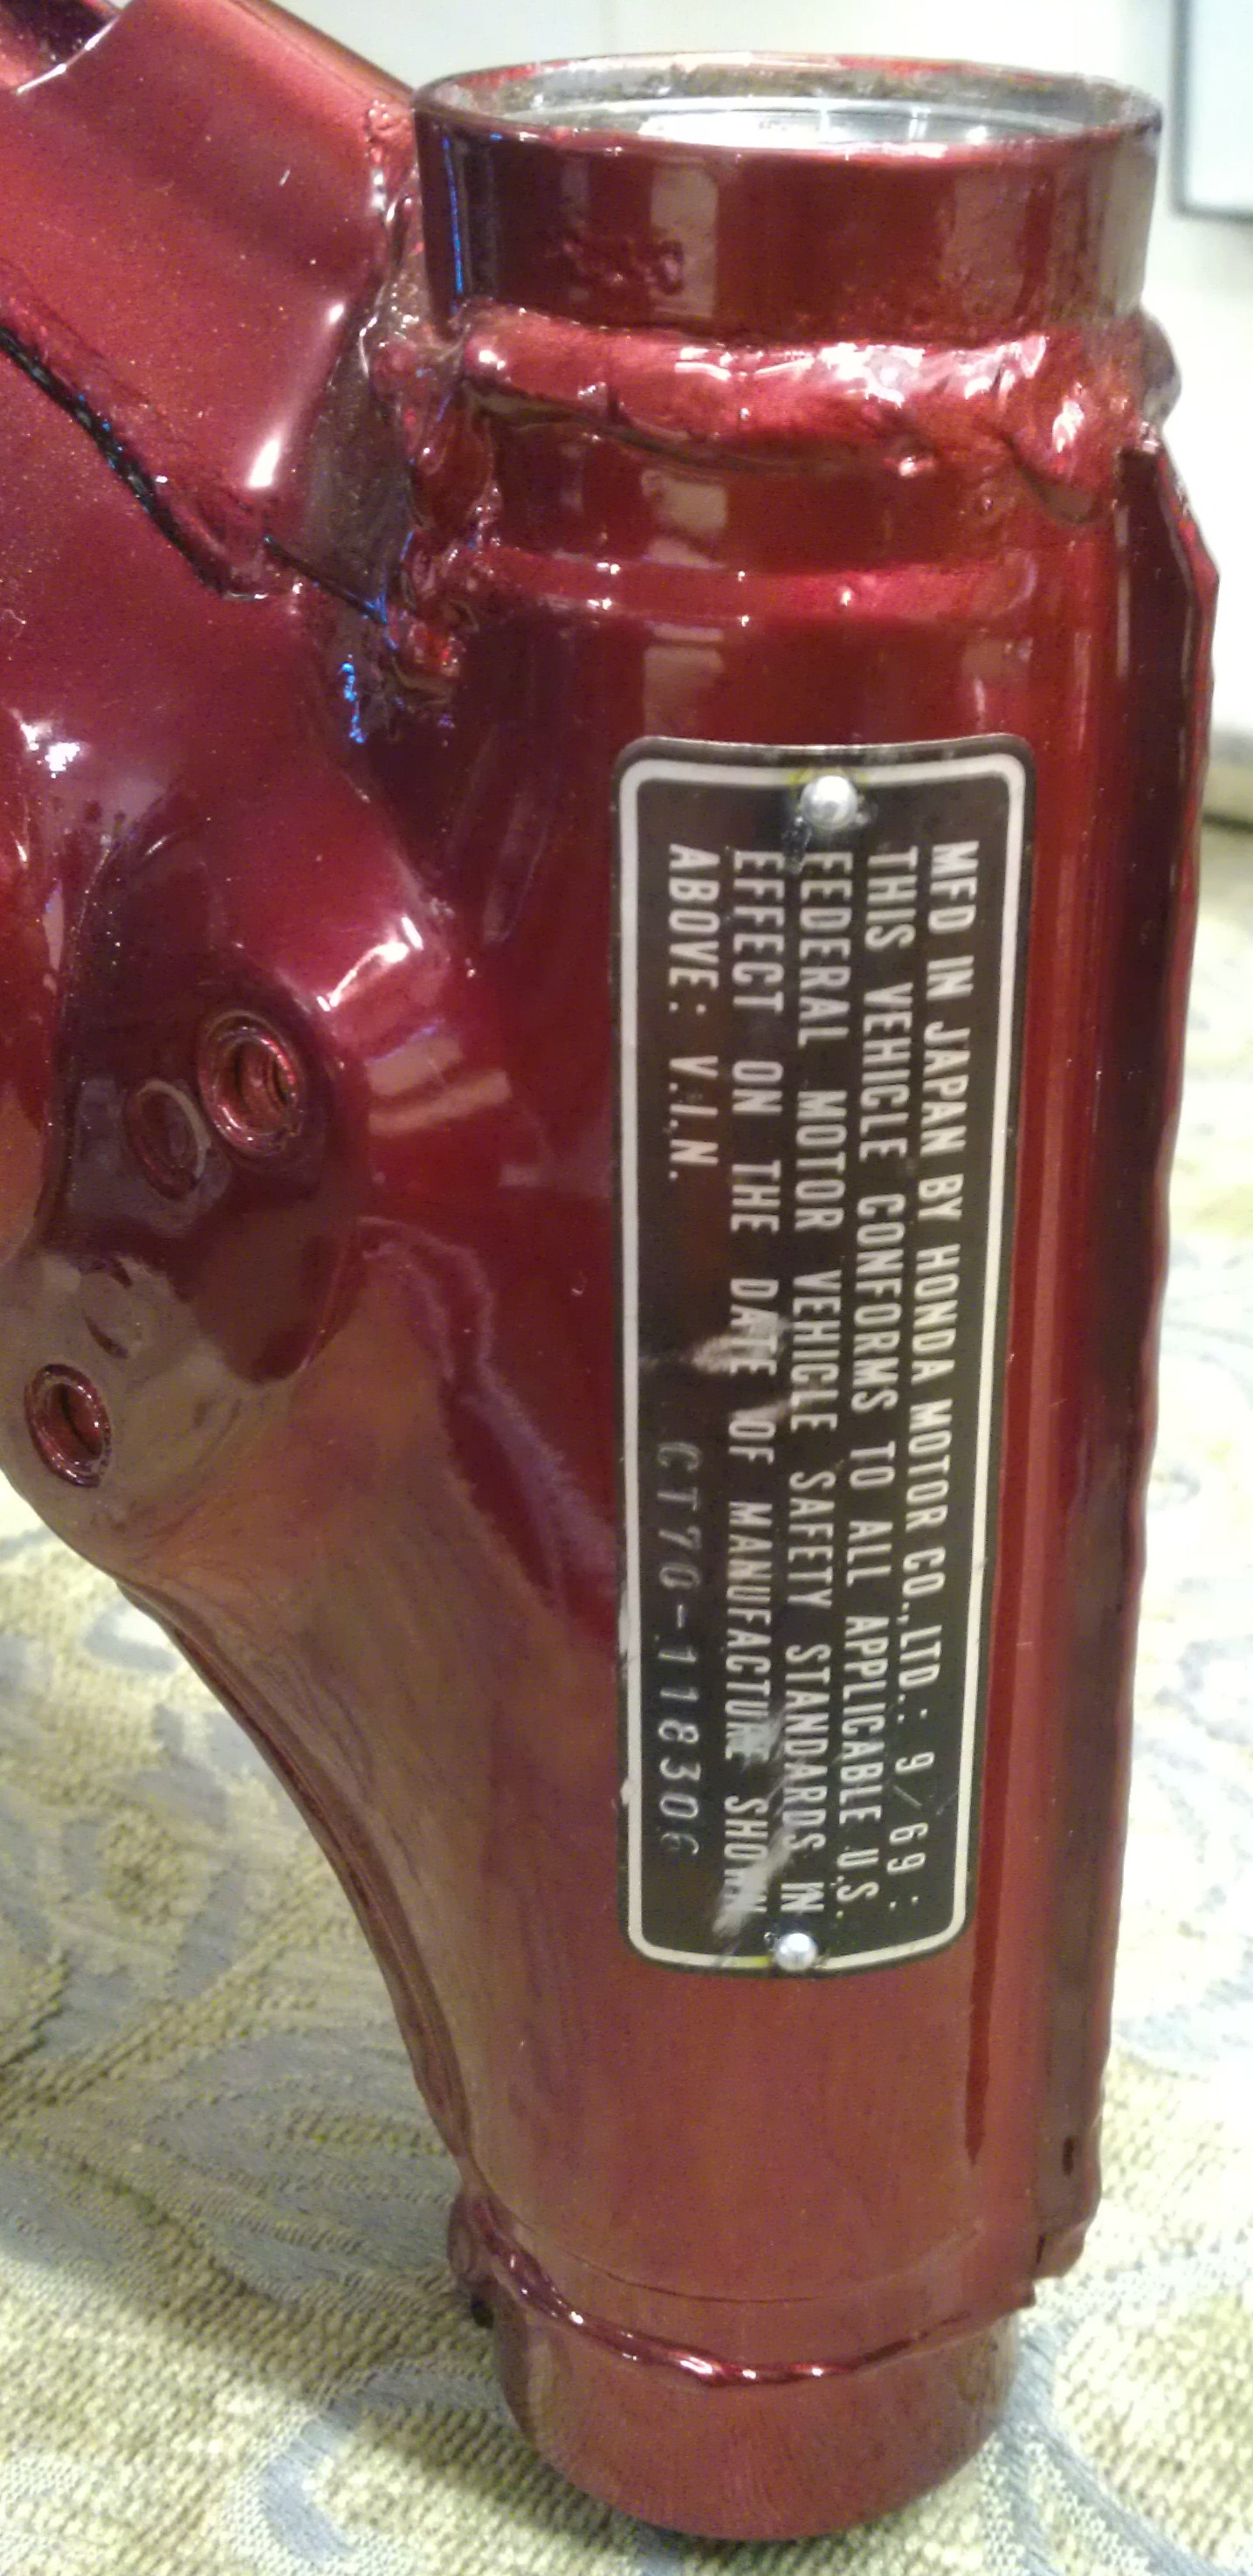 MFD IN JAPAN BY HONDA MOTOR CO.,LTD.: 9/69:
THIS VEHICLE CONFORMS TO ALL APPLICABLE U.S.
FEDERAL MOTOR VEHICLE SAFETY STANDARDS IN
EFFECT ON THE DATE OF MANUFACTURE SHOWN
ABOVE: V.I.N. CT70-118306